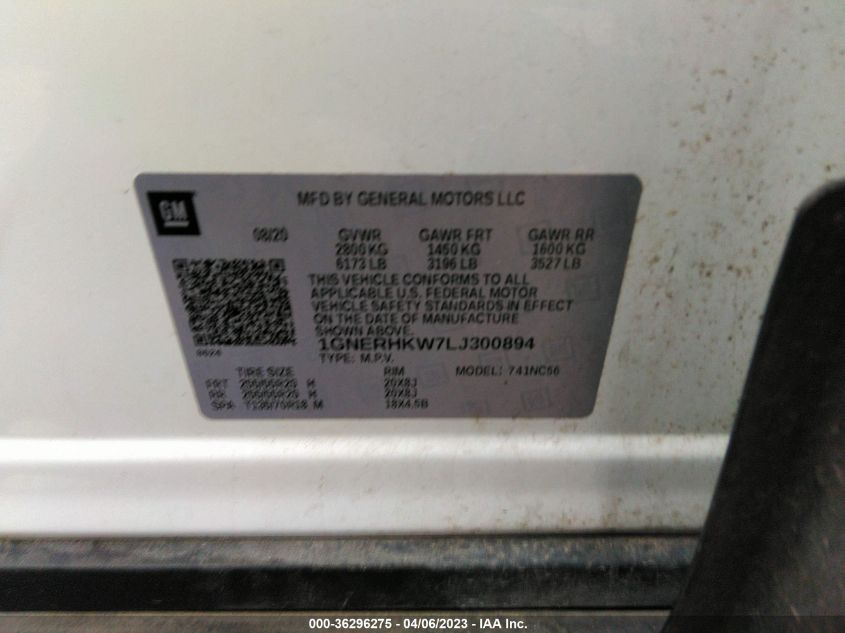 GM
MFD BY GENERAL MOTORS LLC
08/20 GVWR GAWR FRT GAWR RR
2800 KG 1450 KG 1600 KG
6173 LB 3196 LB 3527 LB
THIS VEHICLE CONFORMS TO ALL
APPLICABLE U.S. FEDERAL MOTOR
VEHICLE SAFETY STANDARDS IN EFFECT
ON THE DATE OF MANUFACTURE
SHOWN ABOVE.
1GNERHKW7LJ300894
TYPE: M.P.V.
TIRE SIZE RIM MODEL: 741NC56
FRT M 20X8J
RR M 20X8J
SPA T135/70R18 M 18X4.5B
000-36296275 - 04/06/2023 - IAA Inc.